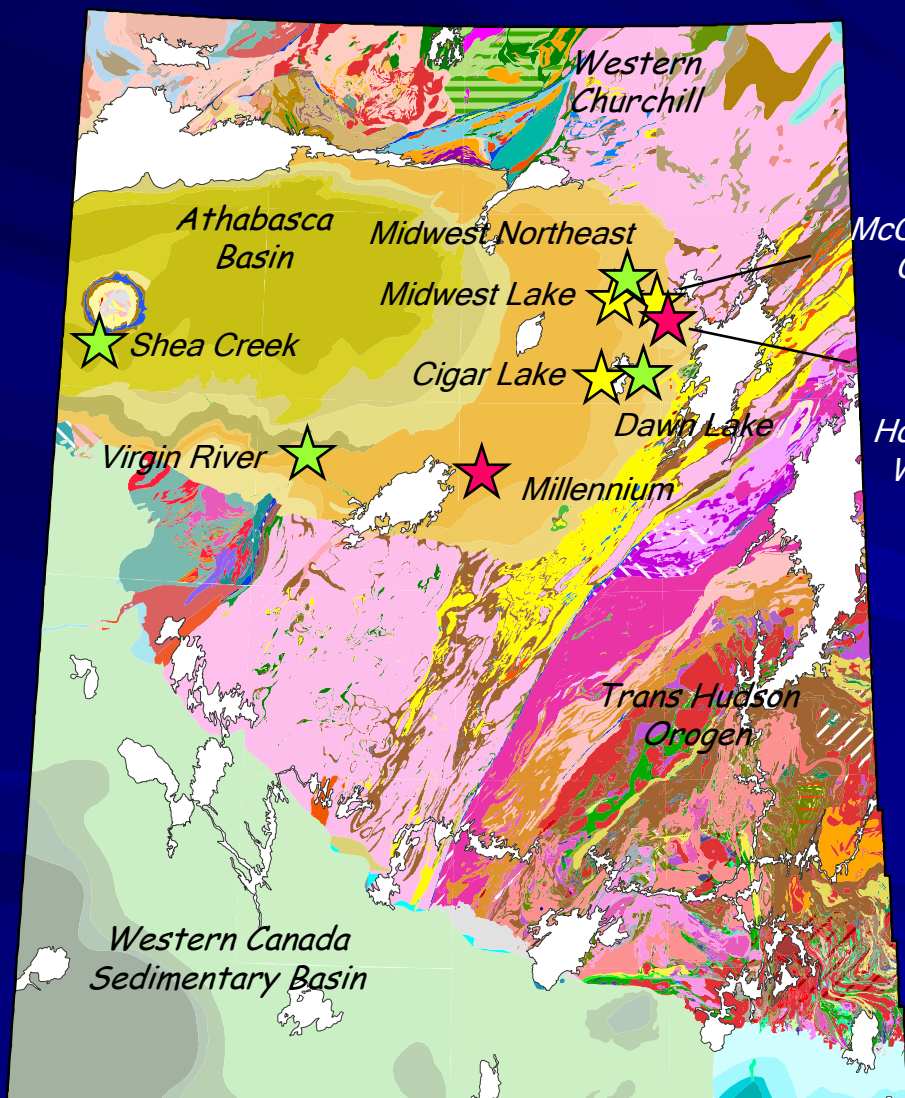 Western
Churchill
Athabasca
Basin
Midwest Northeast
Midwest Lake
Shea Creek
Cigar Lake
Dawn Lake
Virgin River
Millennium
Trans Hudson
Orogen
Western Canada
Sedimentary Basin